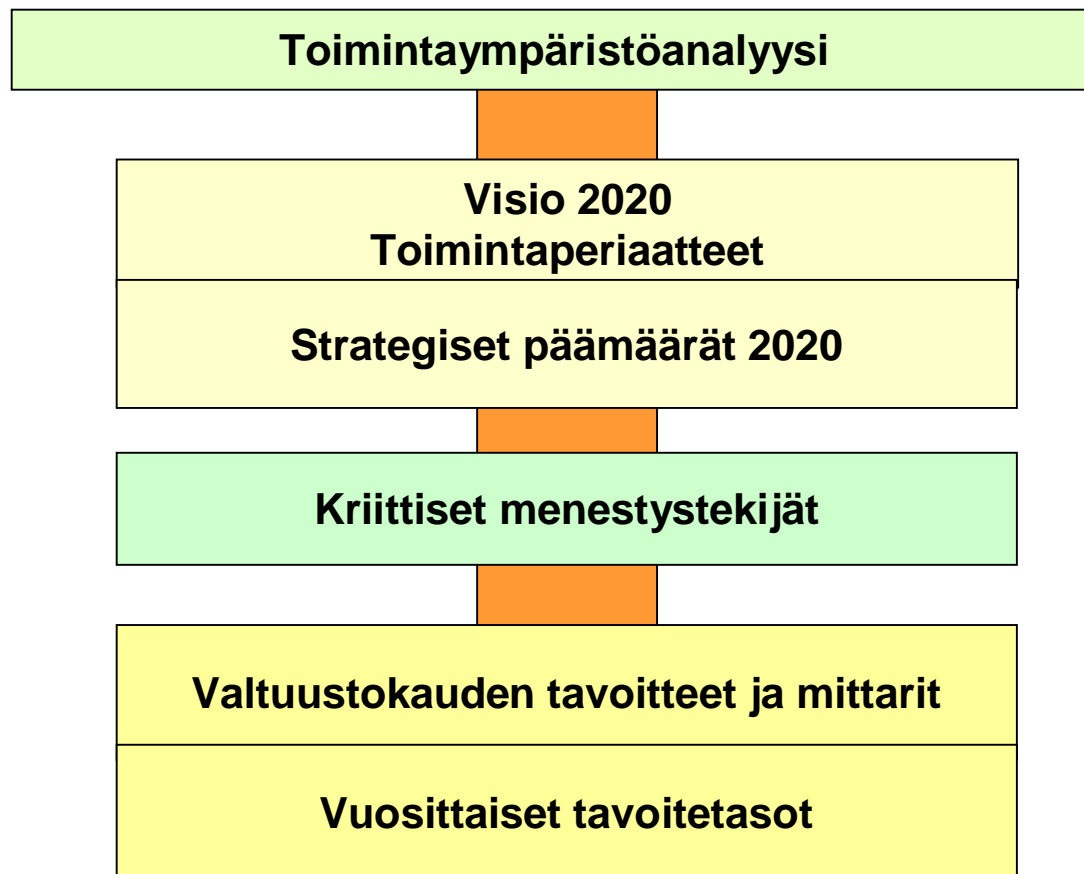 Toimintaympäristöanalyysi
Visio 2020
Toimintaperiaatteet
Strategiset päämäärät 2020
Kriittiset menestystekijät
Valtuustokauden tavoitteet ja mittarit
Vuosittaiset tavoitetasot